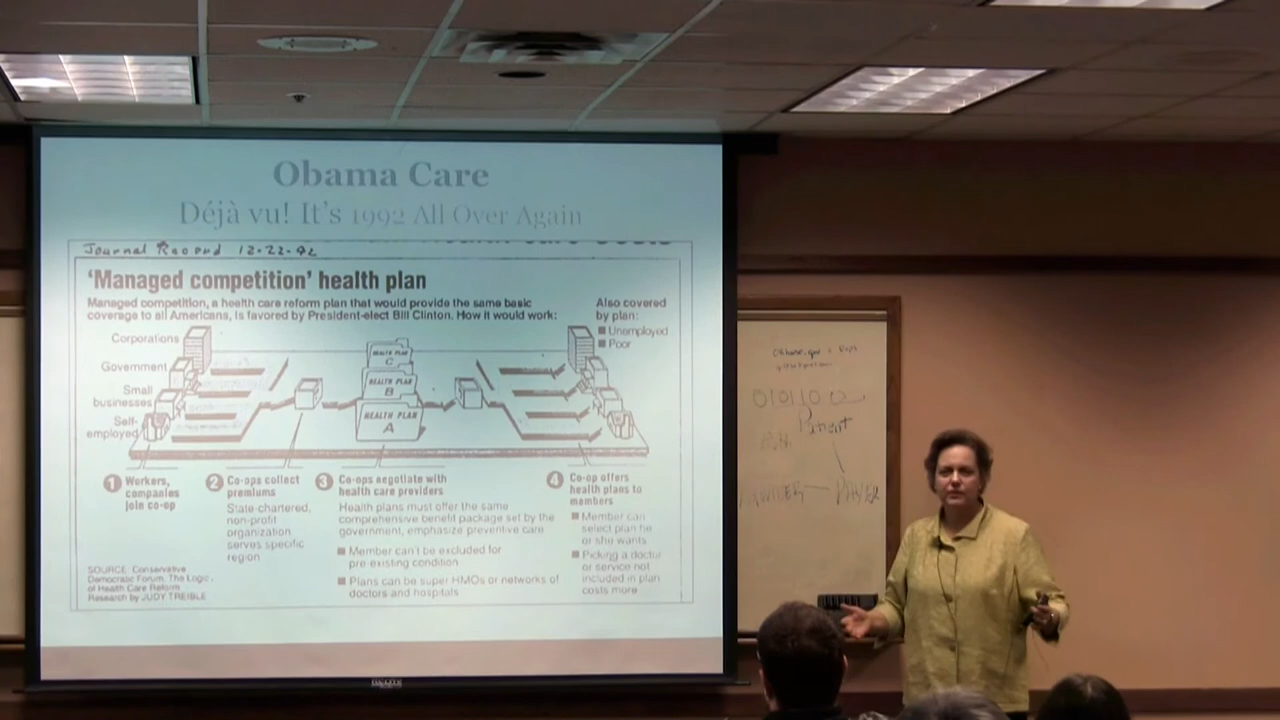 Obama Care
Déjà vu! It's 1992 All Over Again
Journal Record 12-22-92
'Managed competition' health plan
Managed competition, a health care reform plan that would provide the same basic
coverage to all Americans, is favored by President-elect Bill Clinton. How it would work:
Also covered
by plan:
■ Unemployed
■ Poor
Corporations
Government
Small
businesses
Self-
employed
HEALTH PLAN
C
HEALTH PLAN
B
HEALTH PLAN
A
1 Workers,
companies
join co-op
2 Co-ops collect
premiums
State-chartered,
non-profit
organization
serves specific
region
3 Co-ops negotiate with
health care providers
Health plans must offer the same
comprehensive benefit package set by the
government, emphasize preventive care
■ Member can't be excluded for
pre-existing condition
■ Plans can be super HMOs or networks of
doctors and hospitals
4 Co-op offers
health plans to
members
■ Member can
select plan he
or she wants
■ Picking a doctor
or service not
included in plan
costs more
SOURCE: Conservative
Democratic Forum, The Logic
of Health Care Reform
Research by JUDY TREIBLE
010110
Patient